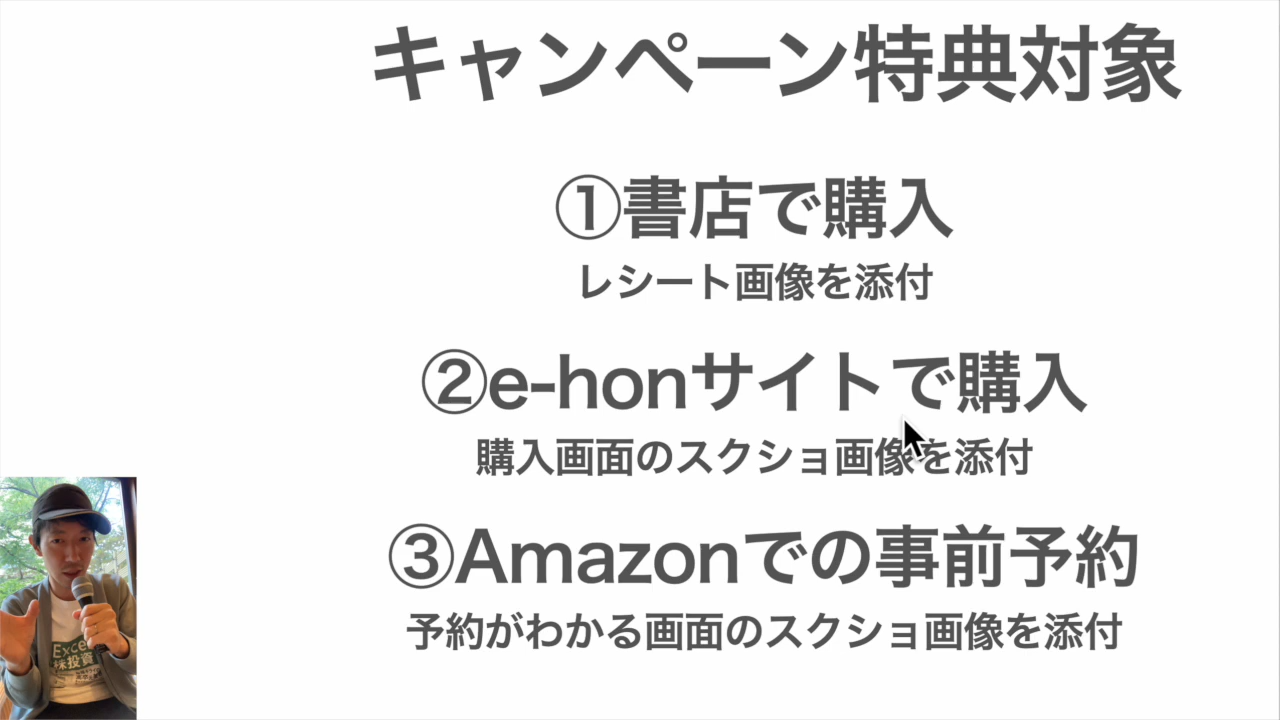 キャンペーン特典対象
①書店で購入
レシート画像を添付
②e-honサイトで購入
購入画面のスクショ画像を添付
③Amazonでの事前予約
予約がわかる画面のスクショ画像を添付
Excel
株投資